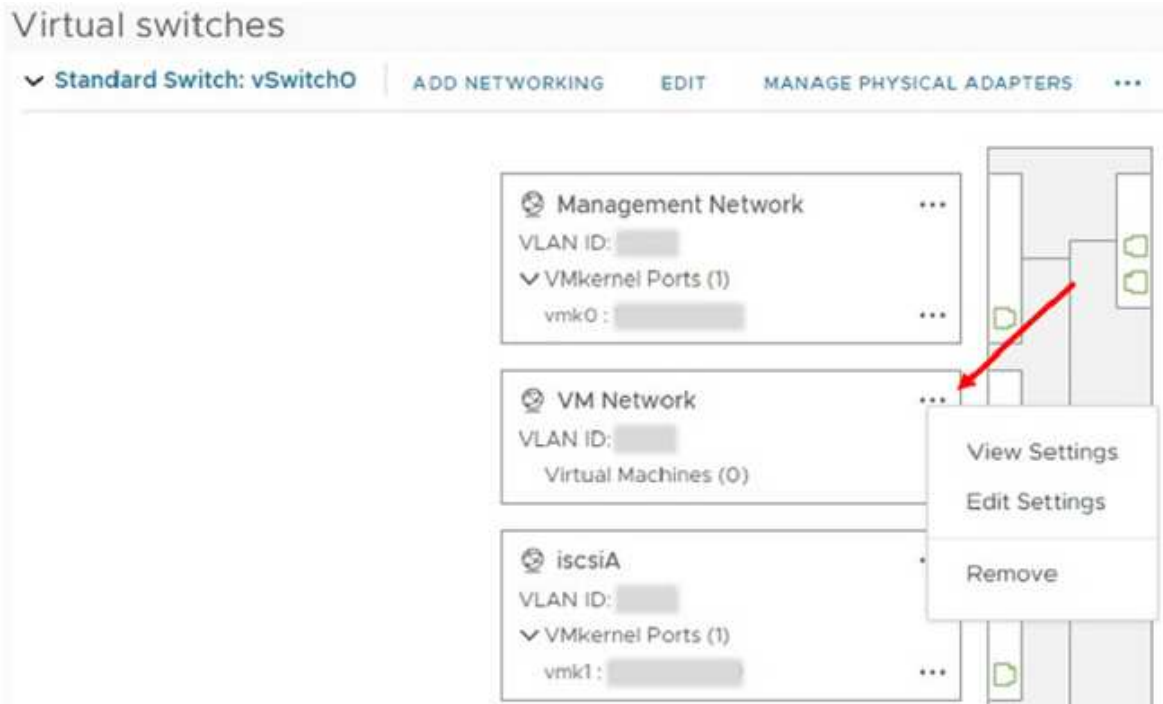 Virtual switches
Standard Switch: vSwitch0 ADD NETWORKING EDIT MANAGE PHYSICAL ADAPTERS ...
Management Network ...
VLAN ID:
VMkernel Ports (1)
vmk0 : ...
VM Network ...
VLAN ID:
Virtual Machines (0)
View Settings
Edit Settings
Remove
iscsiA
VLAN ID:
VMkernel Ports (1)
vmk1 : ...